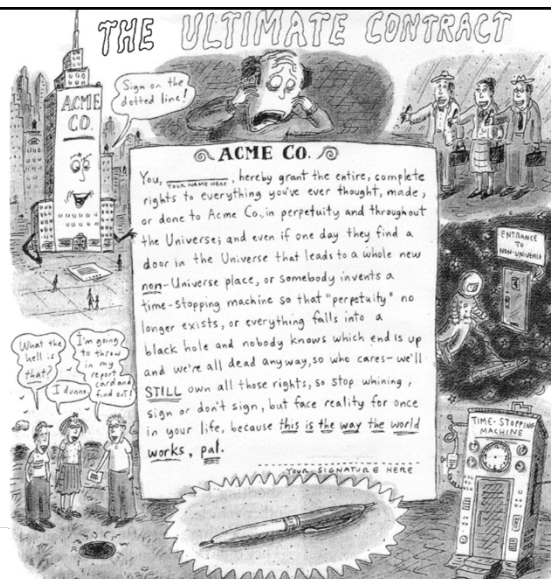 THE ULTIMATE CONTRACT
Sign on the
dotted line!
ACME
CO.
ACME CO.
You, ________, hereby grant the entire, complete
YOUR NAME HERE
rights to everything you've ever thought, made,
or done to Acme Co., in perpetuity and throughout
the Universe; and even if one day they find a
door in the Universe that leads to a whole new
non-Universe place, or somebody invents a
time-stopping machine so that "perpetuity" no
longer exists, or everything falls into a
black hole and nobody knows which end is up
and we're all dead anyway, so who cares—we'll
STILL own all those rights, so stop whining,
sign or don't sign, but face reality for once
in your life, because this is the way the world
works, pal.
YOUR SIGNATURE HERE
ENTRANCE
TO
NON-UNIVERSE
What the
hell is
that?
I dunno.
I'm going
to throw
in my
report
card and
find out!
TIME-STOPPING
MACHINE